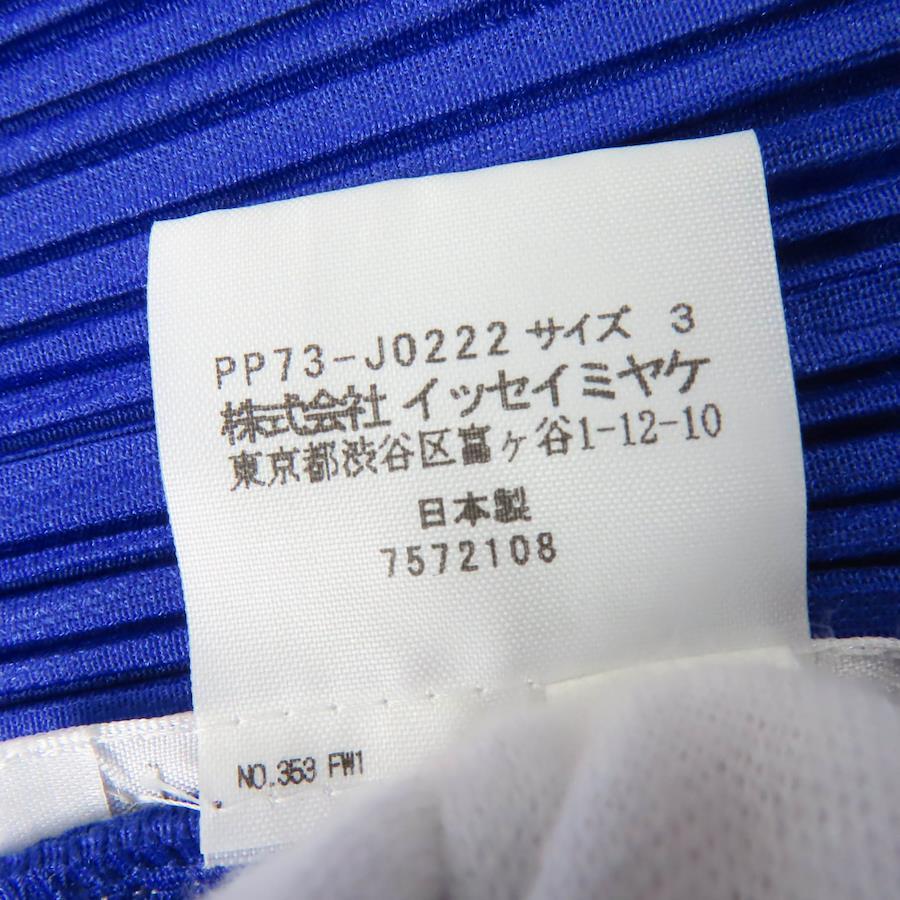 PP73-J0222 サイズ 3
株式会社 イッセイミヤケ
東京都渋谷区富ヶ谷1-12-10
日本製
7572108
NO.353 FW1